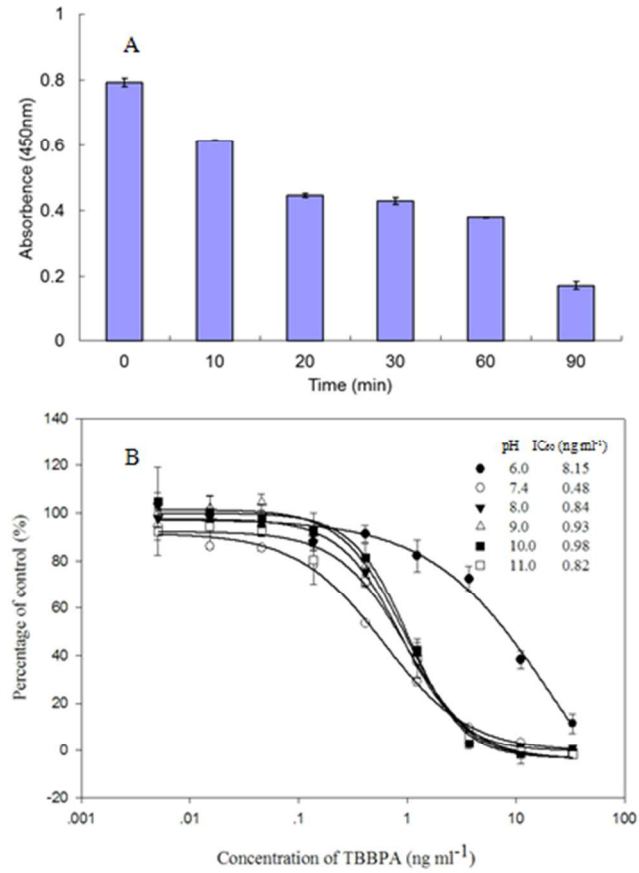 A
1
0.8
0.6
0.4
0.2
0
Absorbence (450nm)
0 10 20 30 60 90
Time (min)
B
140
120
100
80
60
40
20
0
-20
Percentage of control (%)
pH IC₅₀ (ng ml⁻¹)
6.0 8.15
7.4 0.48
8.0 0.84
9.0 0.93
10.0 0.98
11.0 0.82
.001 .01 .1 1 10 100
Concentration of TBBPA (ng ml⁻¹)